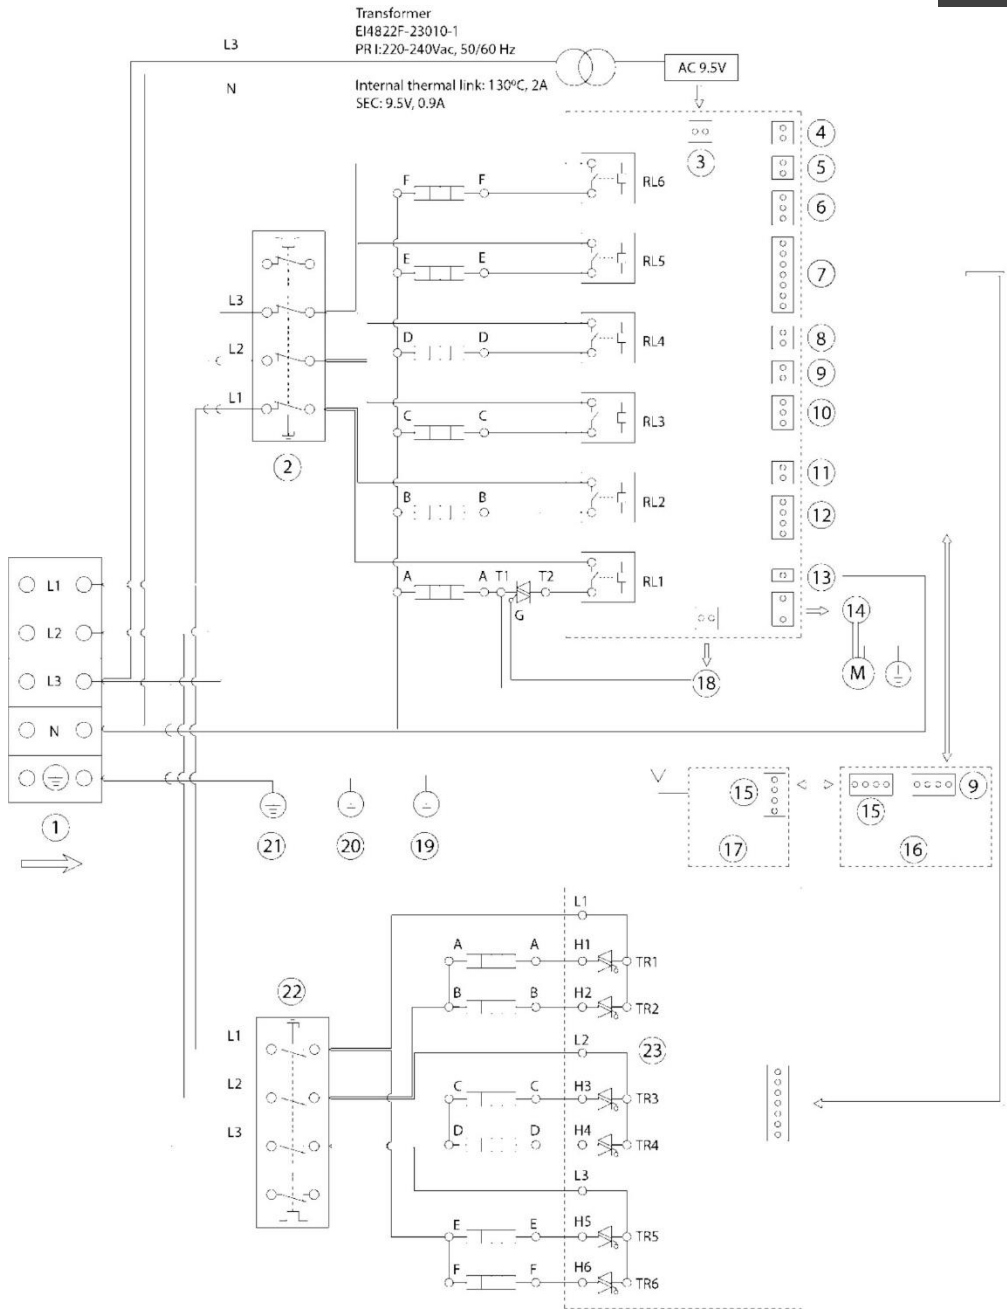 Transformer
EI4822F-23010-1
PRI:220-240Vac, 50/60 Hz
L3
AC 9.5V
N
Internal thermal link: 130ºC, 2A
SEC: 9.5V, 0.9A
4
3
5
F F RL6
6
E E RL5
7
L3
D D RL4
8
L2
9
L1
C C RL3
10
2
11
B B RL2
12
A A T1 T2 RL1
13
L1
G
14
L2
L3
18
M
N
15
9
15
1
21
20
19
17
16
L1
A A H1 TR1
22
B B H2 TR2
L1
L2
23
L2
C C H3 TR3
L3
D D H4 TR4
L3
E E H5 TR5
F F H6 TR6